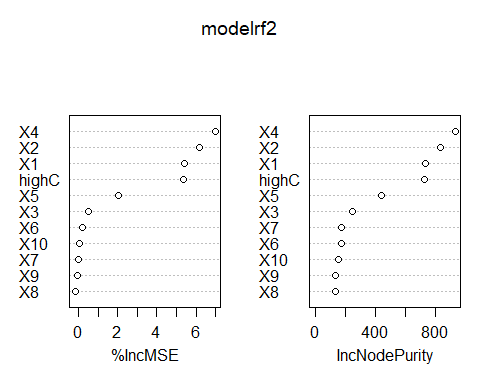 modelrf2
X4
X2
X1
highC
X5
X3
X6
X10
X7
X9
X8
0 2 4 6
%IncMSE
X4
X2
X1
highC
X5
X3
X7
X6
X10
X9
X8
0 400 800
IncNodePurity